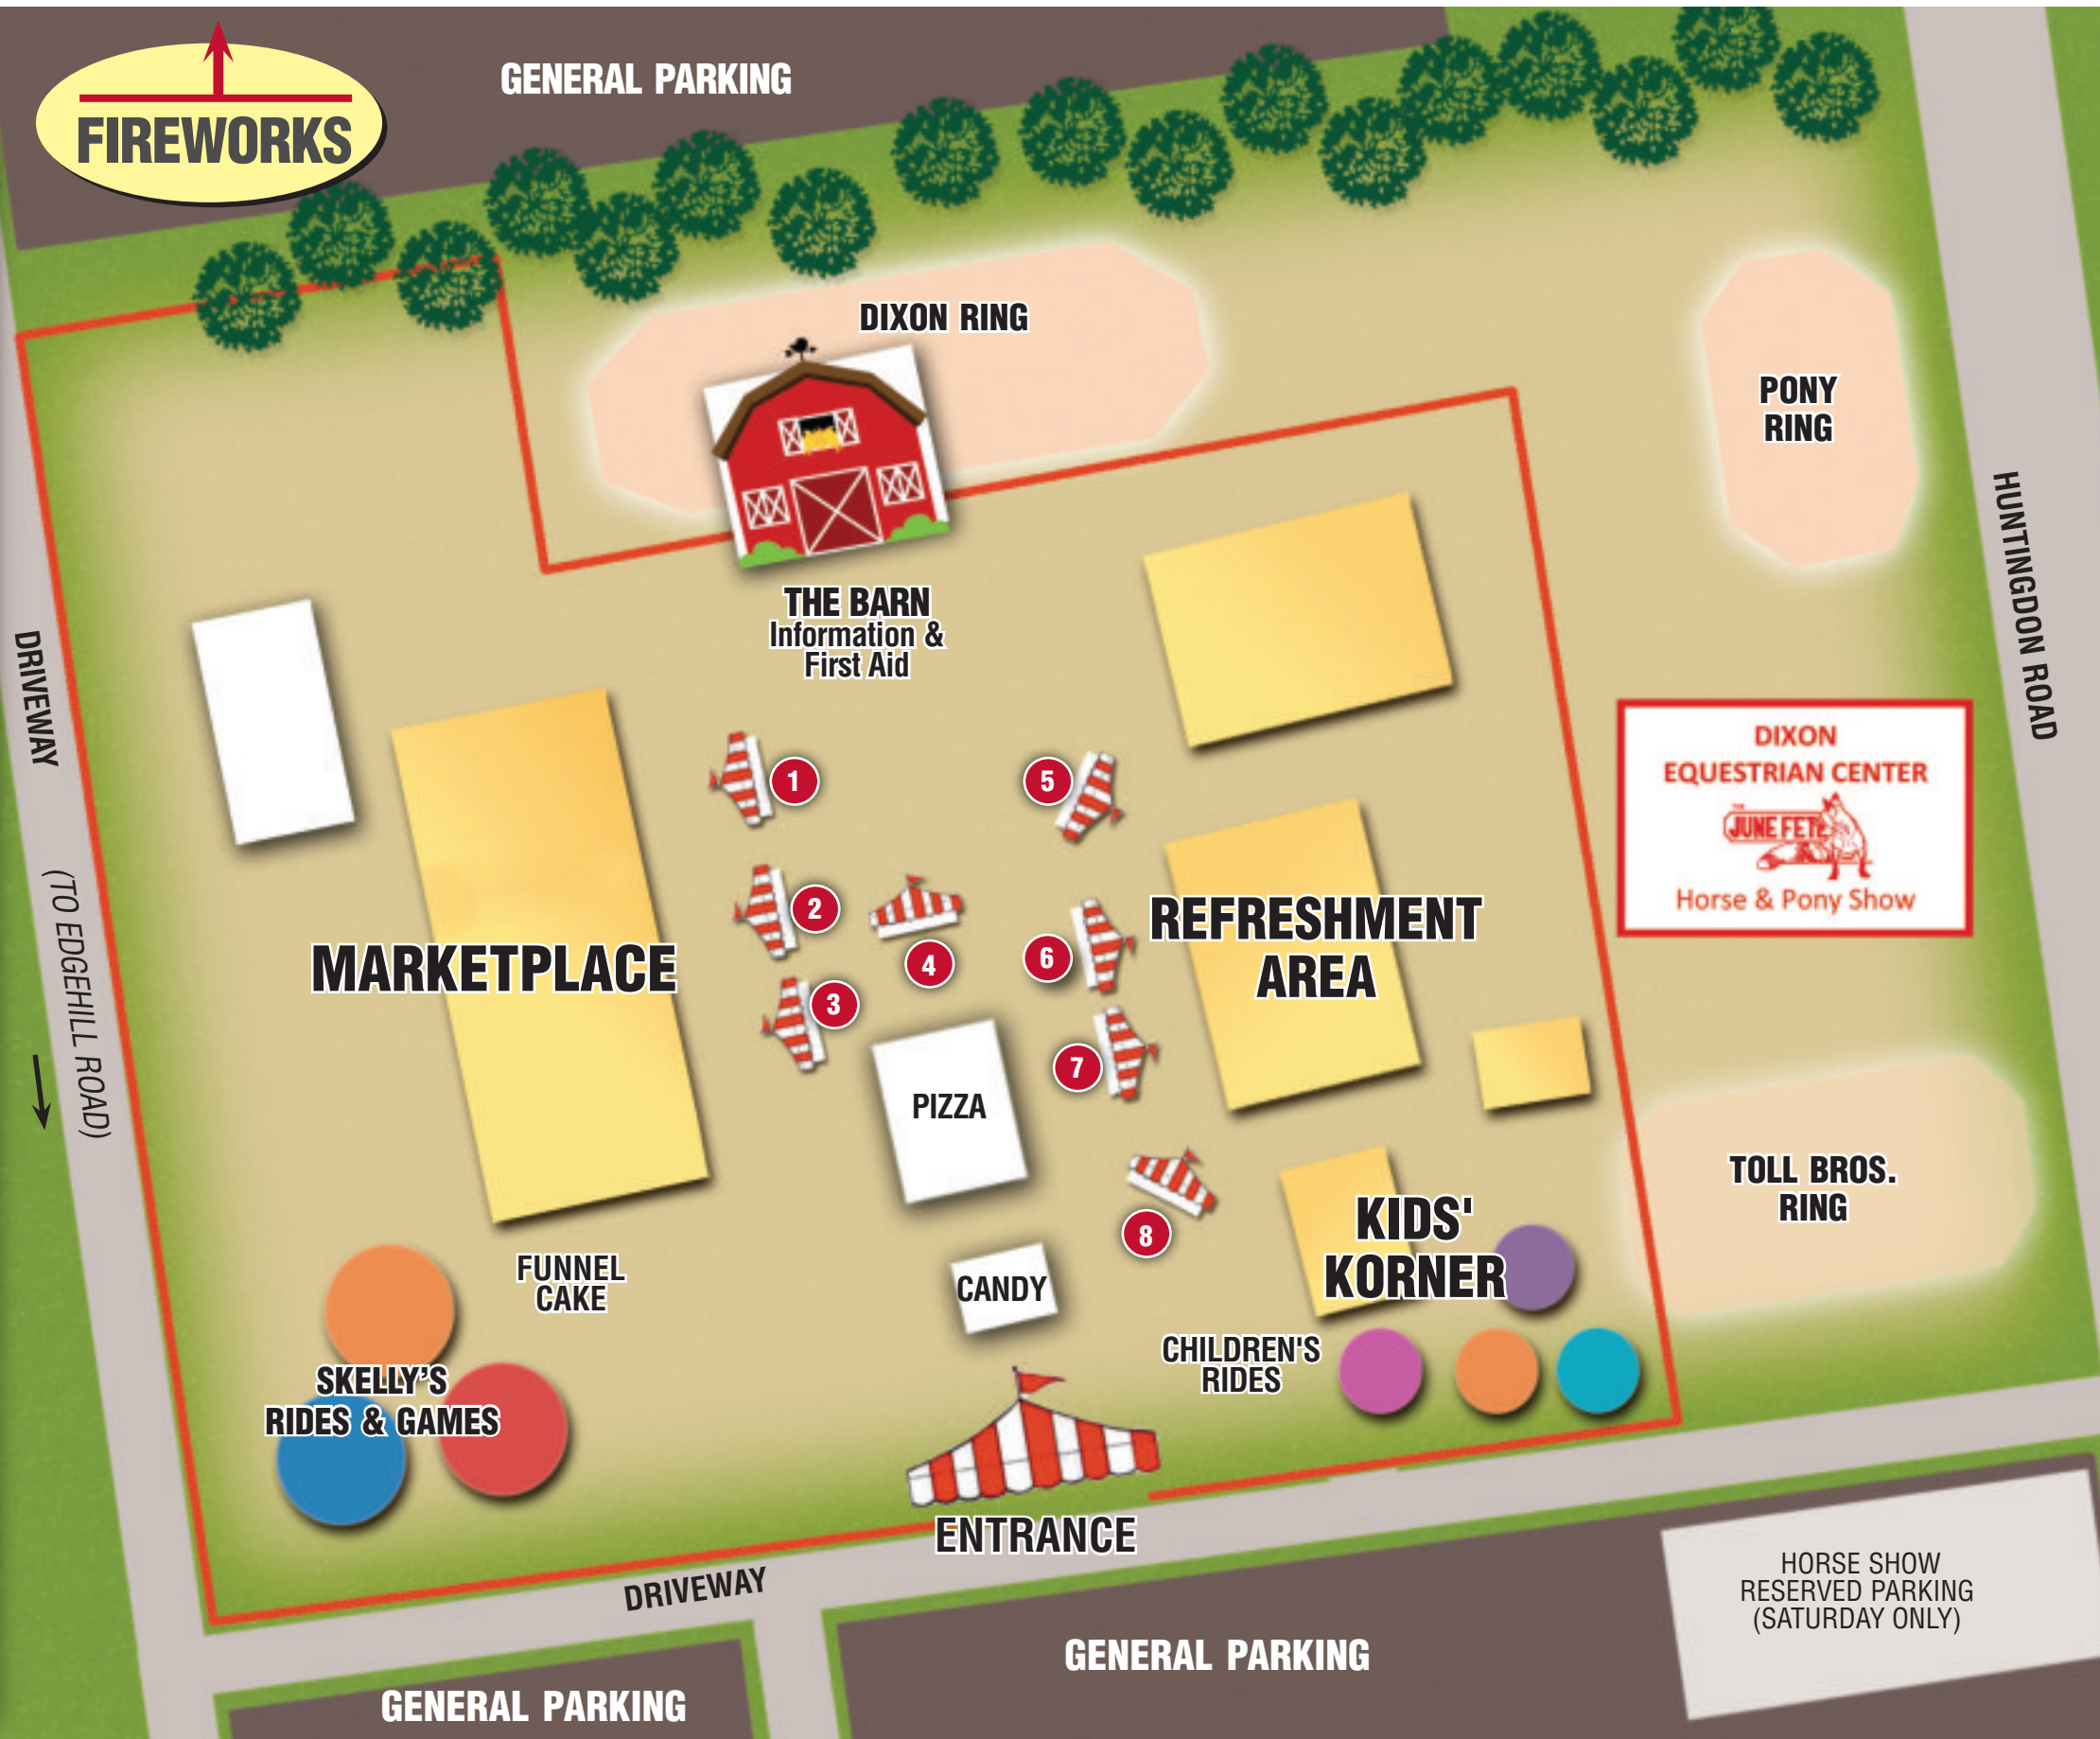 FIREWORKS
GENERAL PARKING
DIXON RING
PONY
RING
HUNTINGDON ROAD
THE BARN
Information &
First Aid
DRIVEWAY
(TO EDGEHILL ROAD)
DIXON
EQUESTRIAN CENTER
THE
JUNE FETE
Horse & Pony Show
1
5
2
4
6
3
7
8
MARKETPLACE
REFRESHMENT
AREA
PIZZA
TOLL BROS.
RING
KIDS'
KORNER
FUNNEL
CAKE
CANDY
CHILDREN'S
RIDES
SKELLY'S
RIDES & GAMES
ENTRANCE
DRIVEWAY
HORSE SHOW
RESERVED PARKING
(SATURDAY ONLY)
GENERAL PARKING
GENERAL PARKING